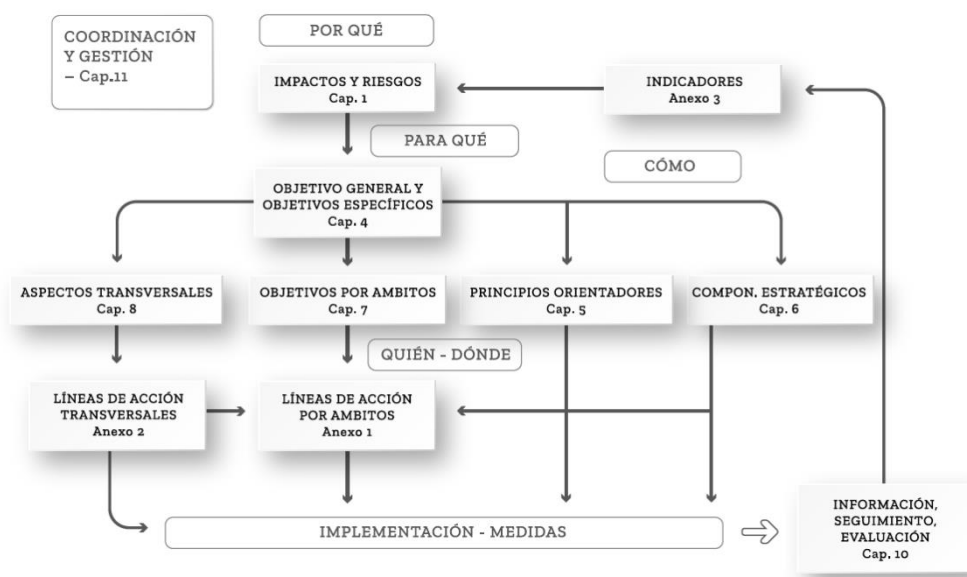 COORDINACIÓN
Y GESTIÓN
– Cap.11
POR QUÉ
IMPACTOS Y RIESGOS
Cap. 1
INDICADORES
Anexo 3
PARA QUÉ
CÓMO
OBJETIVO GENERAL Y
OBJETIVOS ESPECÍFICOS
Cap. 4
ASPECTOS TRANSVERSALES
Cap. 8
OBJETIVOS POR AMBITOS
Cap. 7
PRINCIPIOS ORIENTADORES
Cap. 5
COMPON. ESTRATÉGICOS
Cap. 6
QUIÉN - DÓNDE
LÍNEAS DE ACCIÓN
TRANSVERSALES
Anexo 2
LÍNEAS DE ACCIÓN
POR AMBITOS
Anexo 1
IMPLEMENTACIÓN - MEDIDAS
INFORMACIÓN,
SEGUIMIENTO,
EVALUACIÓN
Cap. 10